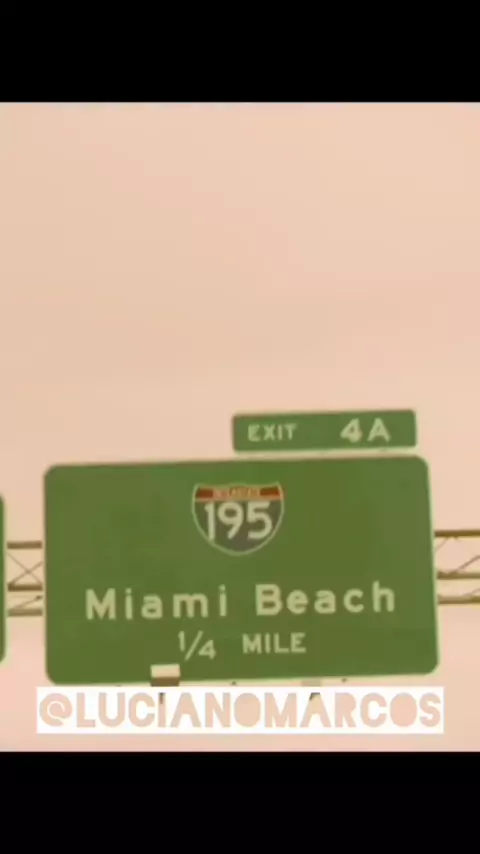 EXIT 4A
INTERSTATE
195
Miami Beach
1/4 MILE
@LUCIANOMARCOS